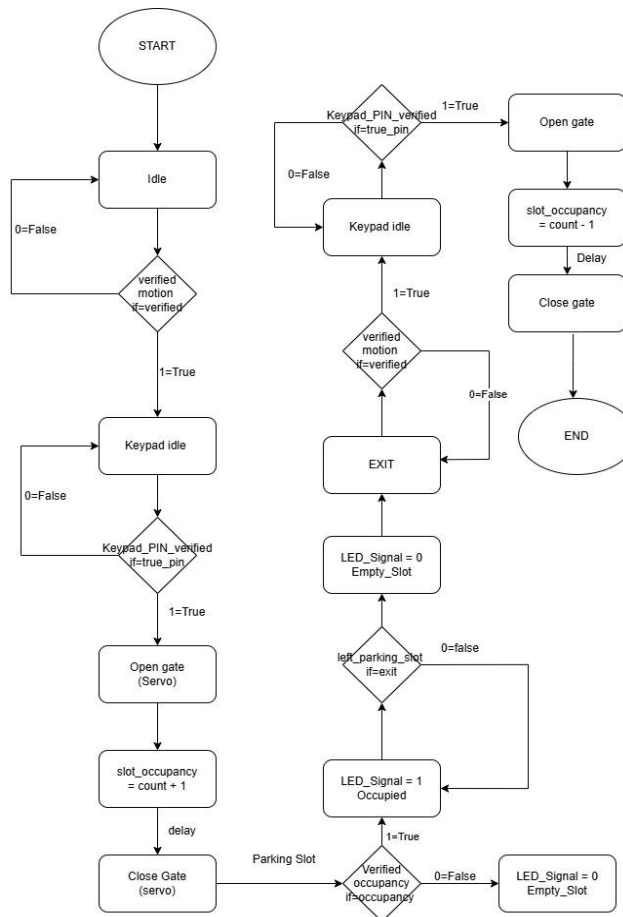 START
Idle
0=False
verified
motion
if=verified
1=True
Keypad idle
0=False
Keypad_PIN_verified
if=true_pin
1=True
Open gate
(Servo)
slot_occupancy
= count + 1
delay
Close Gate
(servo)
Parking Slot
Verified
occupancy
if=occupancy
0=False
LED_Signal = 0
Empty_Slot
1=True
LED_Signal = 1
Occupied
left_parking_slot
if=exit
0=false
LED_Signal = 0
Empty_Slot
EXIT
verified
motion
if=verified
0=False
1=True
Keypad idle
0=False
Keypad_PIN_verified
if=true_pin
1=True
Open gate
slot_occupancy
= count - 1
Delay
Close gate
END